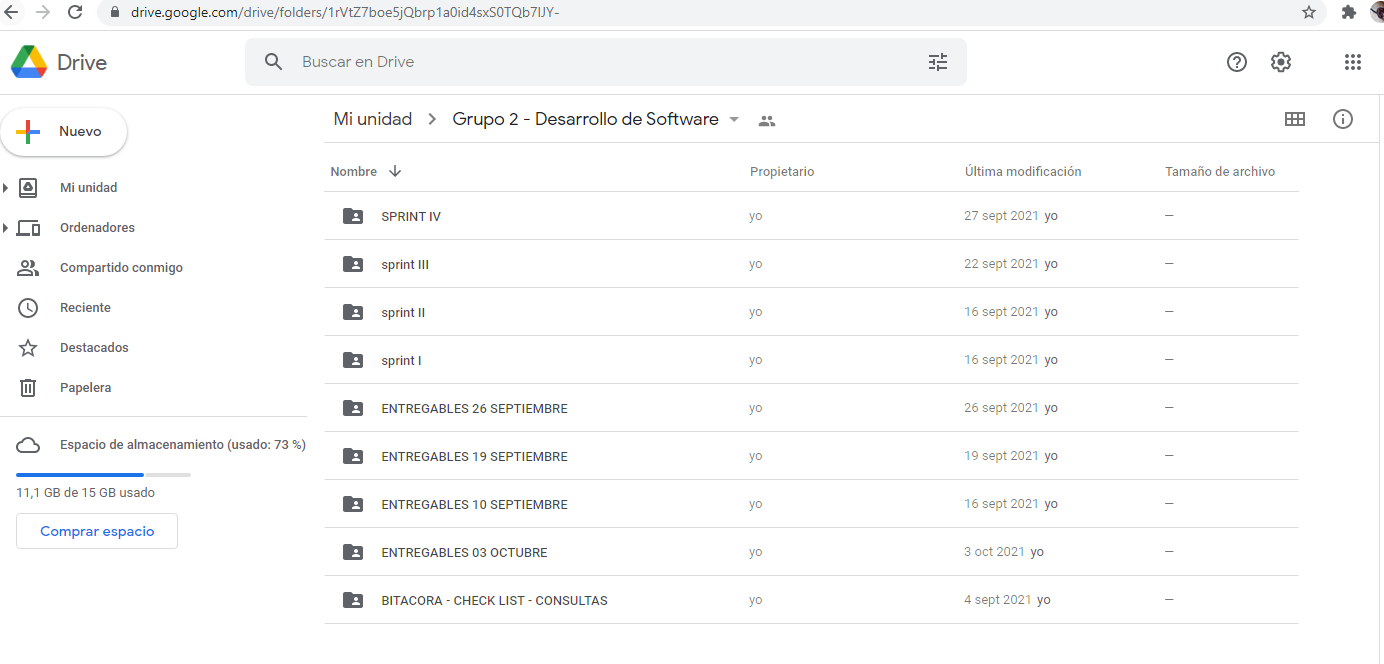 drive.google.com/drive/folders/1rVtZ7boe5jQbrp1a0id4sxS0TQb7lJY-
Drive
Buscar en Drive
Nuevo
Mi unidad
Ordenadores
Compartido conmigo
Reciente
Destacados
Papelera
Espacio de almacenamiento (usado: 73 %)
11,1 GB de 15 GB usado
Comprar espacio
Mi unidad Grupo 2 - Desarrollo de Software
Nombre Propietario Última modificación Tamaño de archivo
SPRINT IV yo 27 sept 2021 yo —
sprint III yo 22 sept 2021 yo —
sprint II yo 16 sept 2021 yo —
sprint I yo 16 sept 2021 yo —
ENTREGABLES 26 SEPTIEMBRE yo 26 sept 2021 yo —
ENTREGABLES 19 SEPTIEMBRE yo 19 sept 2021 yo —
ENTREGABLES 10 SEPTIEMBRE yo 16 sept 2021 yo —
ENTREGABLES 03 OCTUBRE yo 3 oct 2021 yo —
BITACORA - CHECK LIST - CONSULTAS yo 4 sept 2021 yo —